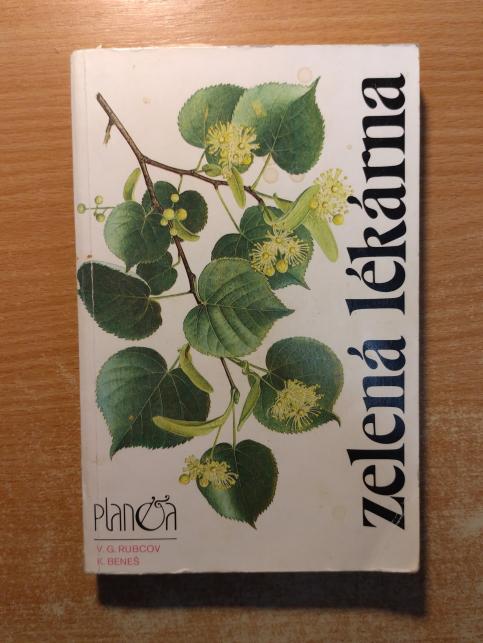 zelená lékárna
PLANETA
V. G. RUBCOV
K. BENEŠ